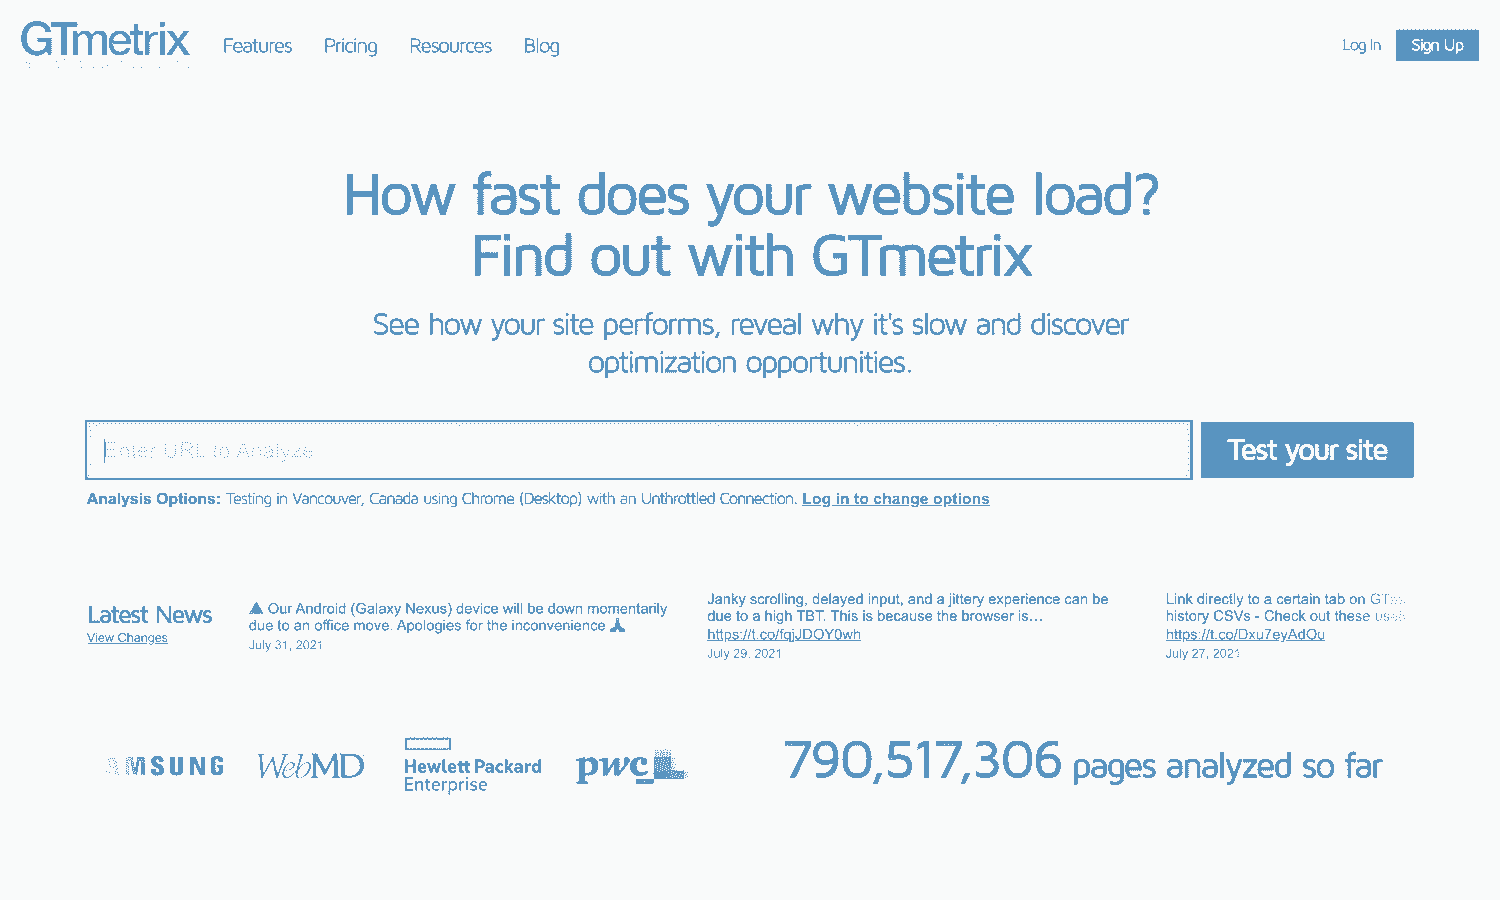 GTmetrix
Features Pricing Resources Blog
Log In Sign Up
How fast does your website load?
Find out with GTmetrix
See how your site performs, reveal why it's slow and discover
optimization opportunities.
Enter URL to Analyze
Test your site
Analysis Options: Testing in Vancouver, Canada using Chrome (Desktop) with an Unthrottled Connection. Log in to change options
Latest News
View Changes
Our Android (Galaxy Nexus) device will be down momentarily
due to an office move. Apologies for the inconvenience
July 31, 2021
Janky scrolling, delayed input, and a jittery experience can be
due to a high TBT. This is because the browser is…
https://t.co/fqjJDOY0wh
July 29, 2021
Link directly to a certain tab on
history CSVs - Check out these
https://t.co/Dxu7eyAdOu
July 27, 2021
SAMSUNG
WebMD
Hewlett Packard
Enterprise
pwc
790,517,306 pages analyzed so far